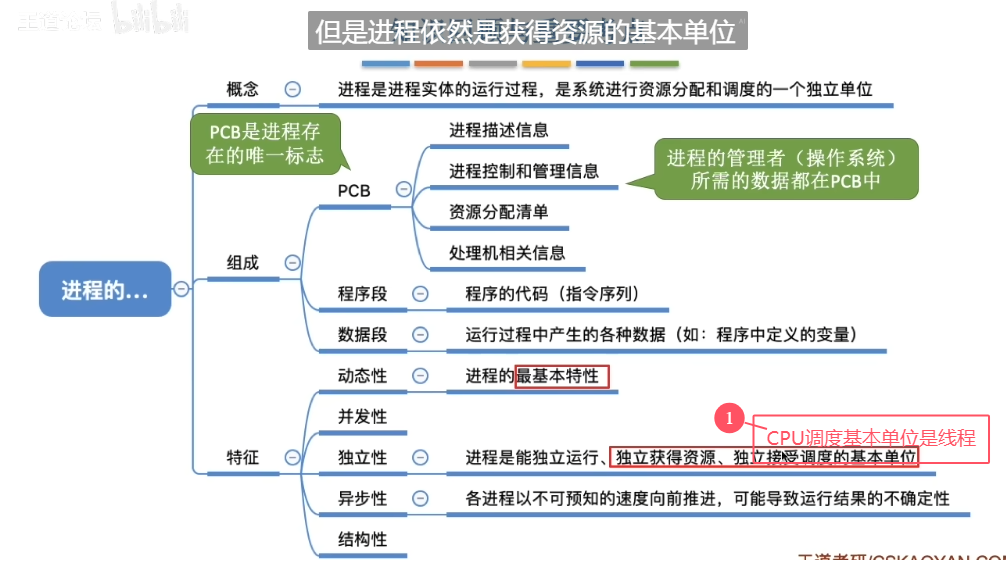 bilibili
但是进程依然是获得资源的基本单位
概念
进程是进程实体的运行过程，是系统进行资源分配和调度的一个独立单位
PCB是进程存
在的唯一标志
进程描述信息
进程控制和管理信息
进程的管理者（操作系统）
所需的数据都在PCB中
PCB
资源分配清单
处理机相关信息
组成
进程的...
程序段
程序的代码（指令序列）
数据段
运行过程中产生的各种数据（如：程序中定义的变量）
动态性
进程的最基本特性
并发性
1
CPU调度基本单位是线程
特征
独立性
进程是能独立运行、独立获得资源、独立接受调度的基本单位
异步性
各进程以不可预知的速度向前推进，可能导致运行结果的不确定性
结构性
王道考研/CSKAOYAN.COM